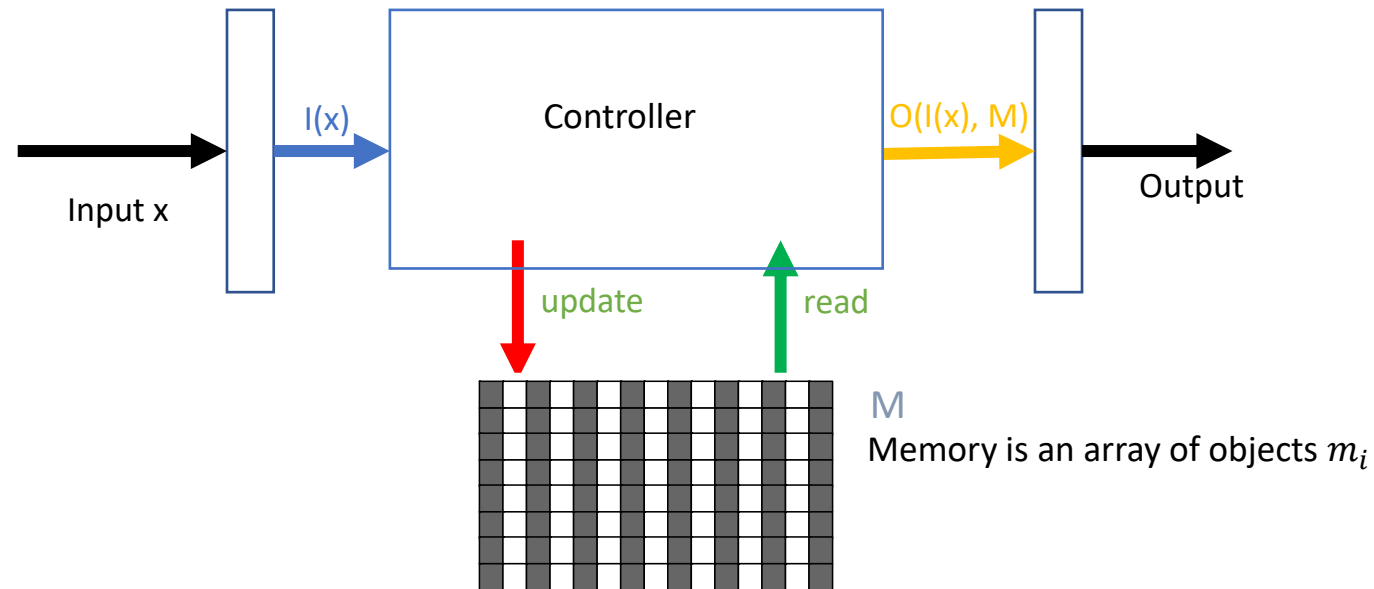 I(x)
Controller
O(I(x), M)
Input x
Output
update
read
M
Memory is an array of objects 𝑚𝑖